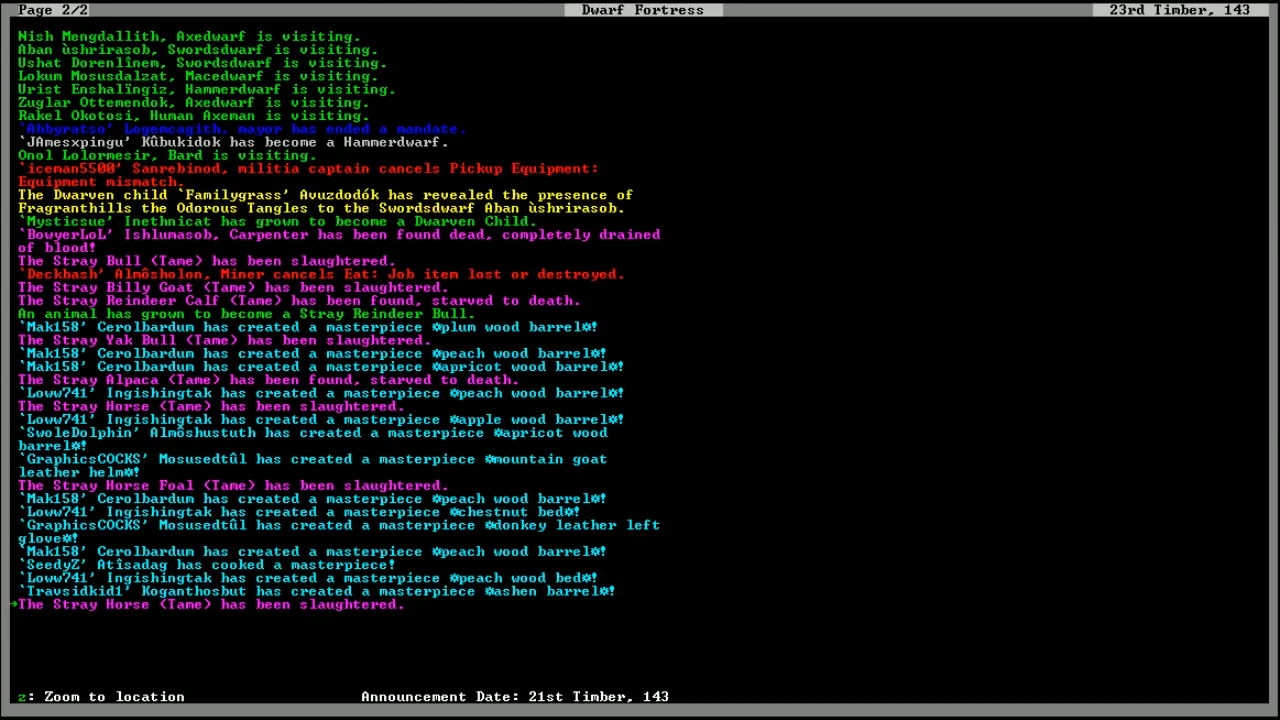 Page 2/2 Dwarf Fortress 23rd Timber, 143
Nish Mengdallith, Axedwarf is visiting.
Aban ùshrirasob, Swordsdwarf is visiting.
Ushat Dorenlînem, Swordsdwarf is visiting.
Lokum Mosusdalzat, Macedwarf is visiting.
Urist Enshalïngiz, Hammerdwarf is visiting.
Zuglar Ottemendok, Axedwarf is visiting.
Rakel Okotosi, Human Axeman is visiting.
`Abbyratso' Logemcagith, mayor has ended a mandate.
`JAmesxpingu' Kûbukidok has become a Hammerdwarf.
Onol Lolormesir, Bard is visiting.
`iceman5500' Sanrebinod, militia captain cancels Pickup Equipment:
Equipment mismatch.
The Dwarven child `Familygrass' Avuzdodók has revealed the presence of
Fragranthills the Odorous Tangles to the Swordsdwarf Aban ùshrirasob.
`Mysticsue' Inethnicat has grown to become a Dwarven Child.
`BowyerLoL' Ishlumasob, Carpenter has been found dead, completely drained
of blood!
The Stray Bull (Tame) has been slaughtered.
`Deckbash' Almôsholon, Miner cancels Eat: Job item lost or destroyed.
The Stray Billy Goat (Tame) has been slaughtered.
The Stray Reindeer Calf (Tame) has been found, starved to death.
An animal has grown to become a Stray Reindeer Bull.
`Mak158' Cerolbardum has created a masterpiece ☼plum wood barrel☼!
The Stray Yak Bull (Tame) has been slaughtered.
`Mak158' Cerolbardum has created a masterpiece ☼peach wood barrel☼!
`Mak158' Cerolbardum has created a masterpiece ☼apricot wood barrel☼!
The Stray Alpaca (Tame) has been found, starved to death.
`Loww741' Ingishingtak has created a masterpiece ☼peach wood barrel☼!
The Stray Horse (Tame) has been slaughtered.
`Loww741' Ingishingtak has created a masterpiece ☼apple wood barrel☼!
`SwoleDolphin' Almôshustuth has created a masterpiece ☼apricot wood
barrel☼!
`GraphicsCOCKS' Mosusedtûl has created a masterpiece ☼mountain goat
leather helm☼!
The Stray Horse Foal (Tame) has been slaughtered.
`Mak158' Cerolbardum has created a masterpiece ☼peach wood barrel☼!
`Loww741' Ingishingtak has created a masterpiece ☼chestnut bed☼!
`GraphicsCOCKS' Mosusedtûl has created a masterpiece ☼donkey leather left
glove☼!
`Mak158' Cerolbardum has created a masterpiece ☼peach wood barrel☼!
`SeedyZ' Atîsadag has cooked a masterpiece!
`Loww741' Ingishingtak has created a masterpiece ☼peach wood bed☼!
`Travsidkid1' Koganthosbut has created a masterpiece ☼ashen barrel☼!
→The Stray Horse (Tame) has been slaughtered.
z: Zoom to location Announcement Date: 21st Timber, 143